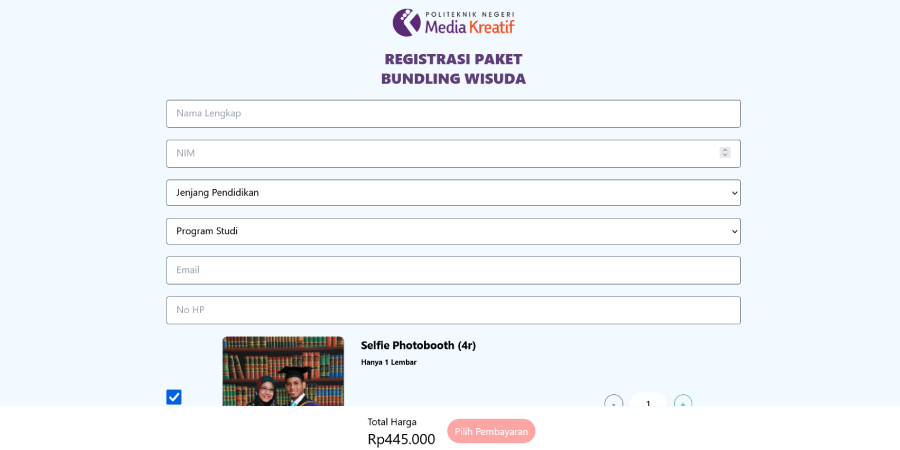 POLITEKNIK NEGERI
Media Kreatif
REGISTRASI PAKET
BUNDLING WISUDA
Nama Lengkap
NIM
Jenjang Pendidikan
Program Studi
Email
No HP
Selfie Photobooth (4r)
Hanya 1 Lembar
- 1 +
Total Harga
Rp445.000
Pilih Pembayaran